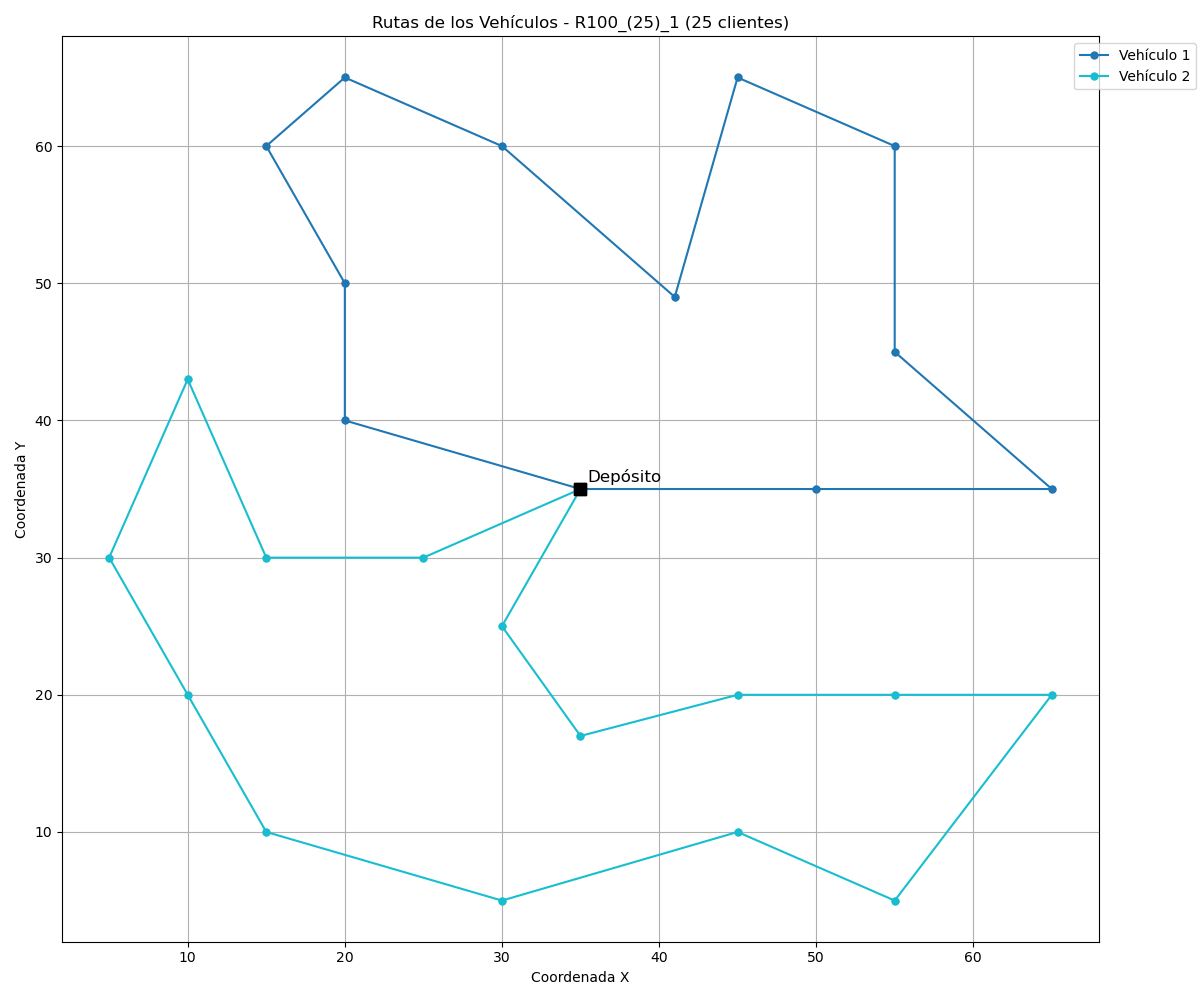 Rutas de los Vehículos - R100_(25)_1 (25 clientes)
Vehículo 1
Vehículo 2
60
50
40
30
20
10
Coordenada Y
Depósito
10 20 30 40 50 60
Coordenada X